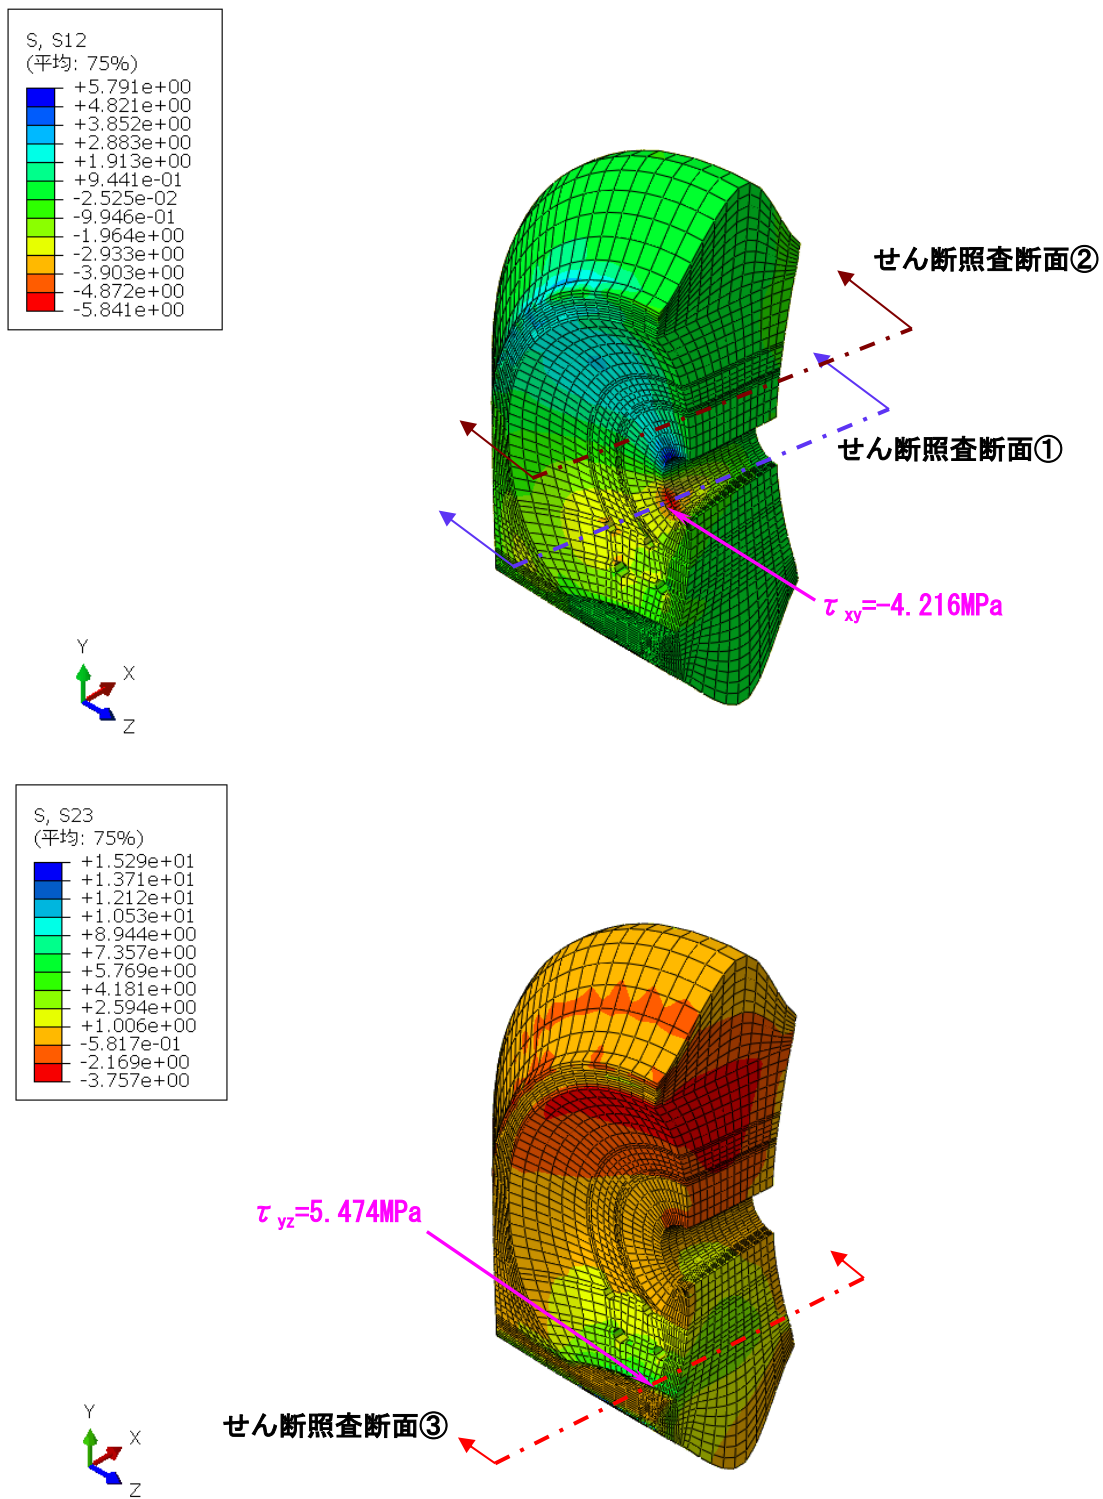 S, S12
(平均: 75%)
+5.791e+00
+4.821e+00
+3.852e+00
+2.883e+00
+1.913e+00
+9.441e-01
-2.525e-02
-9.946e-01
-1.964e+00
-2.933e+00
-3.903e+00
-4.872e+00
-5.841e+00
せん断照査断面②
せん断照査断面①
τxy=-4.216MPa
Y
X
Z
S, S23
(平均: 75%)
+1.529e+01
+1.371e+01
+1.212e+01
+1.053e+01
+8.944e+00
+7.357e+00
+5.769e+00
+4.181e+00
+2.594e+00
+1.006e+00
-5.817e-01
-2.169e+00
-3.757e+00
τyz=5.474MPa
せん断照査断面③
Y
X
Z